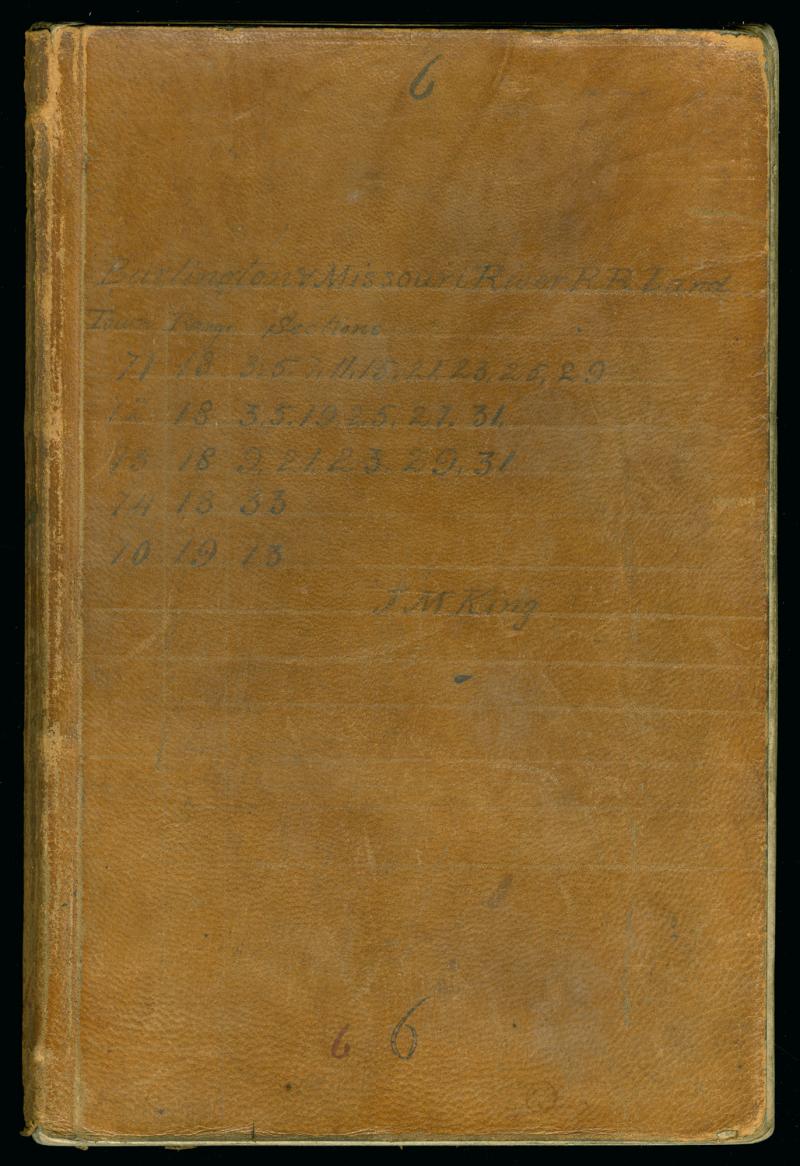 6
Burlington & Missouri River R R Land
Town Range Sections
71 18 3, 5, 7, 11, 15, 21, 23, 25, 29
72 18 3, 5, 19, 25, 27, 31,
73 18 9, 21, 23, 29, 31
74 18 33
70 19 13
J M King
6 6